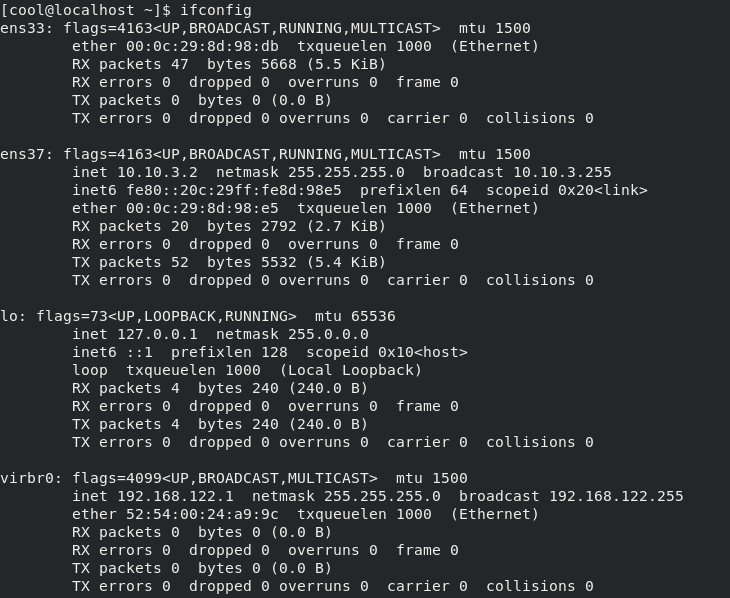 [cool@localhost ~]$ ifconfig
ens33: flags=4163<UP,BROADCAST,RUNNING,MULTICAST>  mtu 1500
        ether 00:0c:29:8d:98:db  txqueuelen 1000  (Ethernet)
        RX packets 47  bytes 5668 (5.5 KiB)
        RX errors 0  dropped 0  overruns 0  frame 0
        TX packets 0  bytes 0 (0.0 B)
        TX errors 0  dropped 0 overruns 0  carrier 0  collisions 0

ens37: flags=4163<UP,BROADCAST,RUNNING,MULTICAST>  mtu 1500
        inet 10.10.3.2  netmask 255.255.255.0  broadcast 10.10.3.255
        inet6 fe80::20c:29ff:fe8d:98e5  prefixlen 64  scopeid 0x20<link>
        ether 00:0c:29:8d:98:e5  txqueuelen 1000  (Ethernet)
        RX packets 20  bytes 2792 (2.7 KiB)
        RX errors 0  dropped 0  overruns 0  frame 0
        TX packets 52  bytes 5532 (5.4 KiB)
        TX errors 0  dropped 0 overruns 0  carrier 0  collisions 0

lo: flags=73<UP,LOOPBACK,RUNNING>  mtu 65536
        inet 127.0.0.1  netmask 255.0.0.0
        inet6 ::1  prefixlen 128  scopeid 0x10<host>
        loop  txqueuelen 1000  (Local Loopback)
        RX packets 4  bytes 240 (240.0 B)
        RX errors 0  dropped 0  overruns 0  frame 0
        TX packets 4  bytes 240 (240.0 B)
        TX errors 0  dropped 0 overruns 0  carrier 0  collisions 0

virbr0: flags=4099<UP,BROADCAST,MULTICAST>  mtu 1500
        inet 192.168.122.1  netmask 255.255.255.0  broadcast 192.168.122.255
        ether 52:54:00:24:a9:9c  txqueuelen 1000  (Ethernet)
        RX packets 0  bytes 0 (0.0 B)
        RX errors 0  dropped 0  overruns 0  frame 0
        TX packets 0  bytes 0 (0.0 B)
        TX errors 0  dropped 0 overruns 0  carrier 0  collisions 0